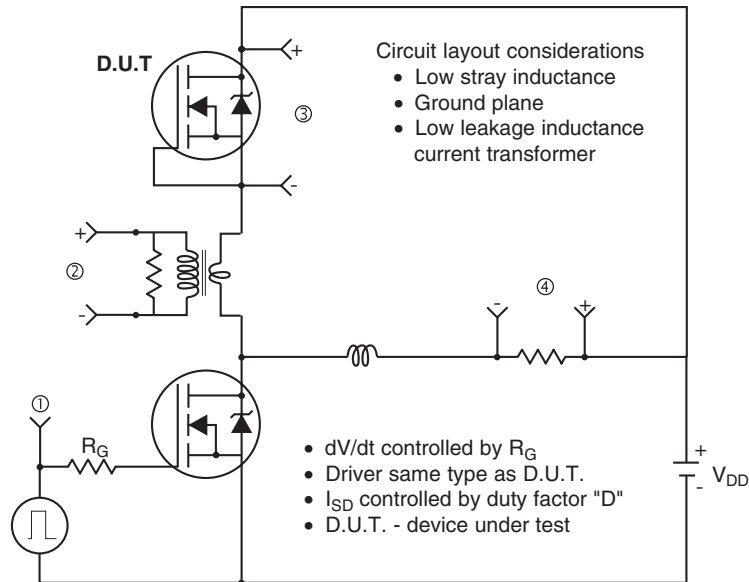 D.U.T
+
③
-
Circuit layout considerations
• Low stray inductance
• Ground plane
• Low leakage inductance
current transformer
+
②
-
④
- +
①
R_G
• dV/dt controlled by R_G
• Driver same type as D.U.T.
• I_SD controlled by duty factor "D"
• D.U.T. - device under test
+
V_DD
-